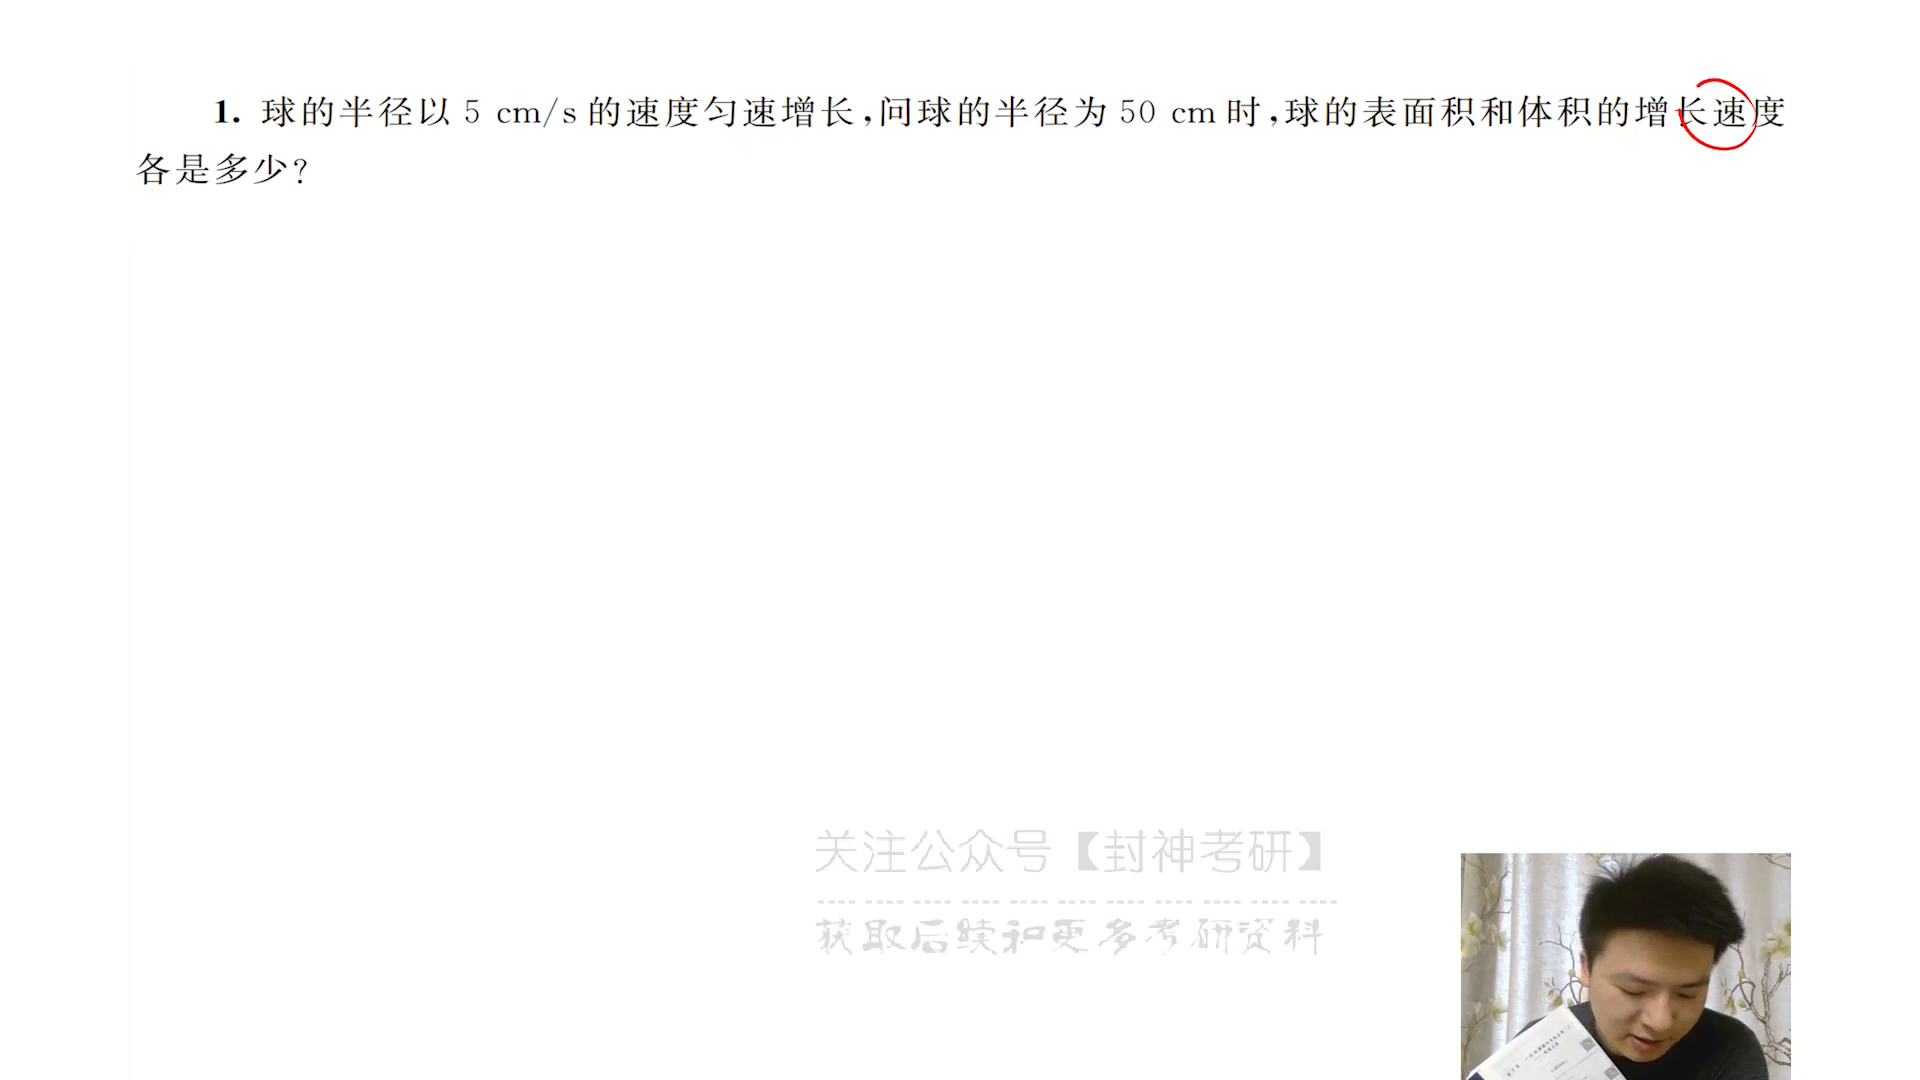 1. 球的半径以 5 cm/s 的速度匀速增长,问球的半径为 50 cm 时,球的表面积和体积的增长速度
各是多少?
关注公众号【封神考研】
获取后续和更多考研资料